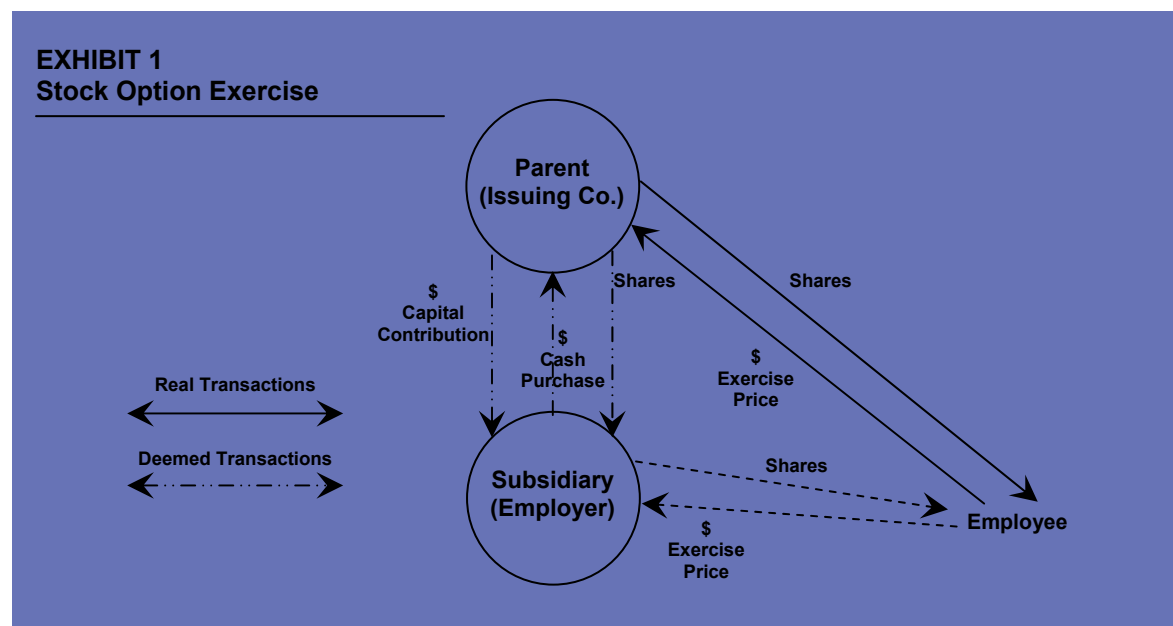 EXHIBIT 1
Stock Option Exercise
Parent
(Issuing Co.)
$
Capital
Contribution
Shares
$
Cash
Purchase
Shares
$
Exercise
Price
Real Transactions
Deemed Transactions
Subsidiary
(Employer)
Shares
Employee
$
Exercise
Price